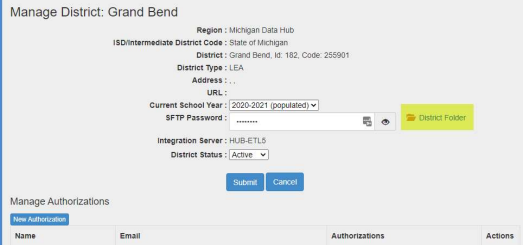 Manage District: Grand Bend
Region : Michigan Data Hub
ISD/Intermediate District Code : State of Michigan
District : Grand Bend, Id: 182, Code: 255901
District Type : LEA
Address : , ,
URL :
Current School Year : 2020-2021 (populated)
SFTP Password : ········ District Folder
Integration Server : HUB-ETL5
District Status : Active
Submit Cancel
Manage Authorizations
New Authorization
Name Email Authorizations Actions